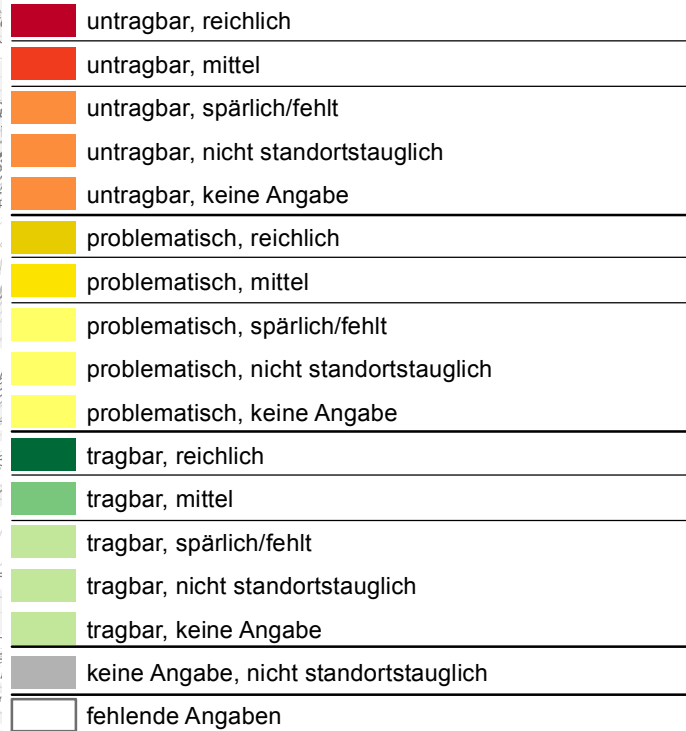 untragbar, reichlich
untragbar, mittel
untragbar, spärlich/fehlt
untragbar, nicht standortstauglich
untragbar, keine Angabe
problematisch, reichlich
problematisch, mittel
problematisch, spärlich/fehlt
problematisch, nicht standortstauglich
problematisch, keine Angabe
tragbar, reichlich
tragbar, mittel
tragbar, spärlich/fehlt
tragbar, nicht standortstauglich
tragbar, keine Angabe
keine Angabe, nicht standortstauglich
fehlende Angaben